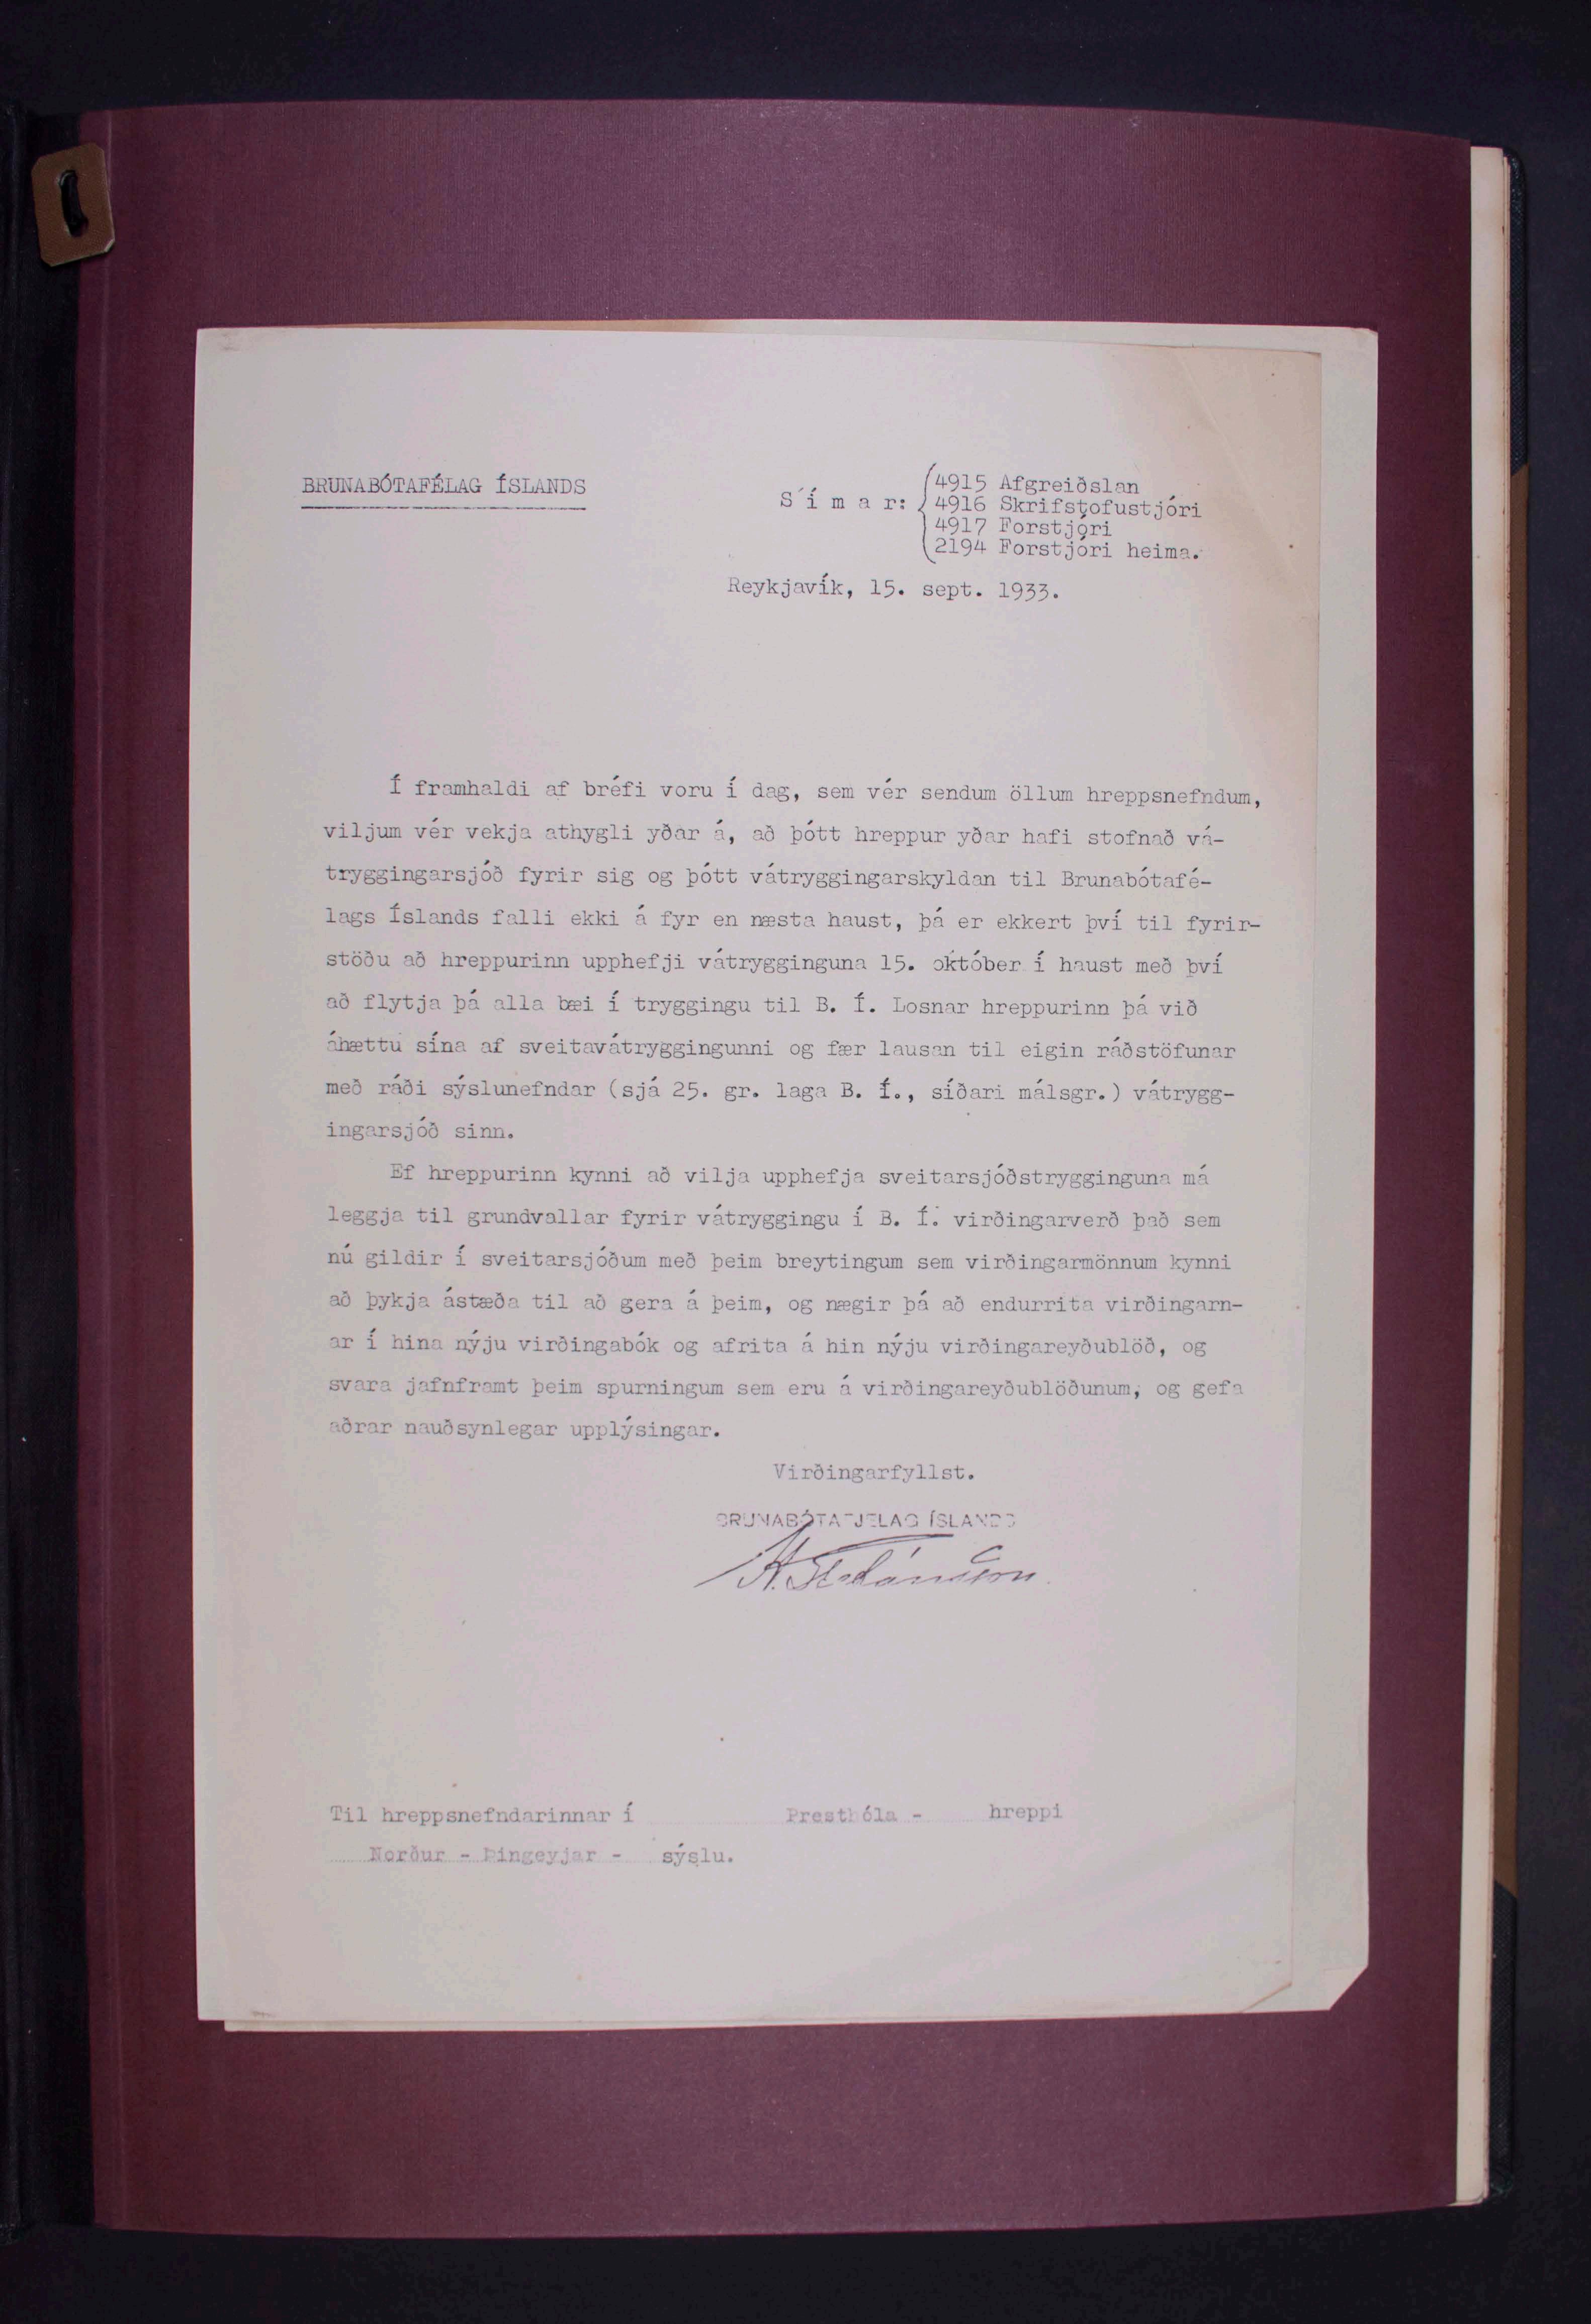 BRUNABÓTAFÉLAG ÍSLANDS
Símar:
4915 Afgreiðslan
4916 Skrifstofustjóri
4917 Forstjóri
2194 Forstjóri heima.
Reykjavík, 15. sept. 1933.
Í framhaldi af bréfi voru í dag, sem vér sendum öllum hreppsnefndum,
viljum vér vekja athygli yðar á, að þótt hreppur yðar hafi stofnað vá-
tryggingarsjóð fyrir sig og þótt vátryggingarskyldan til Brunabótafé-
lags Íslands falli ekki á fyr en næsta haust, þá er ekkert því til fyrir-
stöðu að hreppurinn upphefji vátrygginguna 15. október í haust með því
að flytja þá alla bæi í tryggingu til B. Í. Losnar hreppurinn þá við
áhættu sína af sveitavátryggingunni og fær lausan til eigin ráðstöfunar
með ráði sýslunefndar (sjá 25. gr. laga B. Í., síðari málsgr.) vátrygg-
ingarsjóð sinn.
Ef hreppurinn kynni að vilja upphefja sveitarsjóðstrygginguna má
leggja til grundvallar fyrir vátryggingu í B. Í. virðingarverð það sem
nú gildir í sveitarsjóðum með þeim breytingum sem virðingarmönnum kynni
að þykja ástæða til að gera á þeim, og nægir þá að endurrita virðingarn-
ar í hina nýju virðingabók og afrita á hin nýju virðingareyðublöð, og
svara jafnframt þeim spurningum sem eru á virðingareyðublöðunum, og gefa
aðrar nauðsynlegar upplýsingar.
Virðingarfyllst.
BRUNABÓTAFJELAG ÍSLANDS
H. Stefánsson
Til hreppsnefndarinnar í Presthóla - hreppi
Norður - Þingeyjar - sýslu.